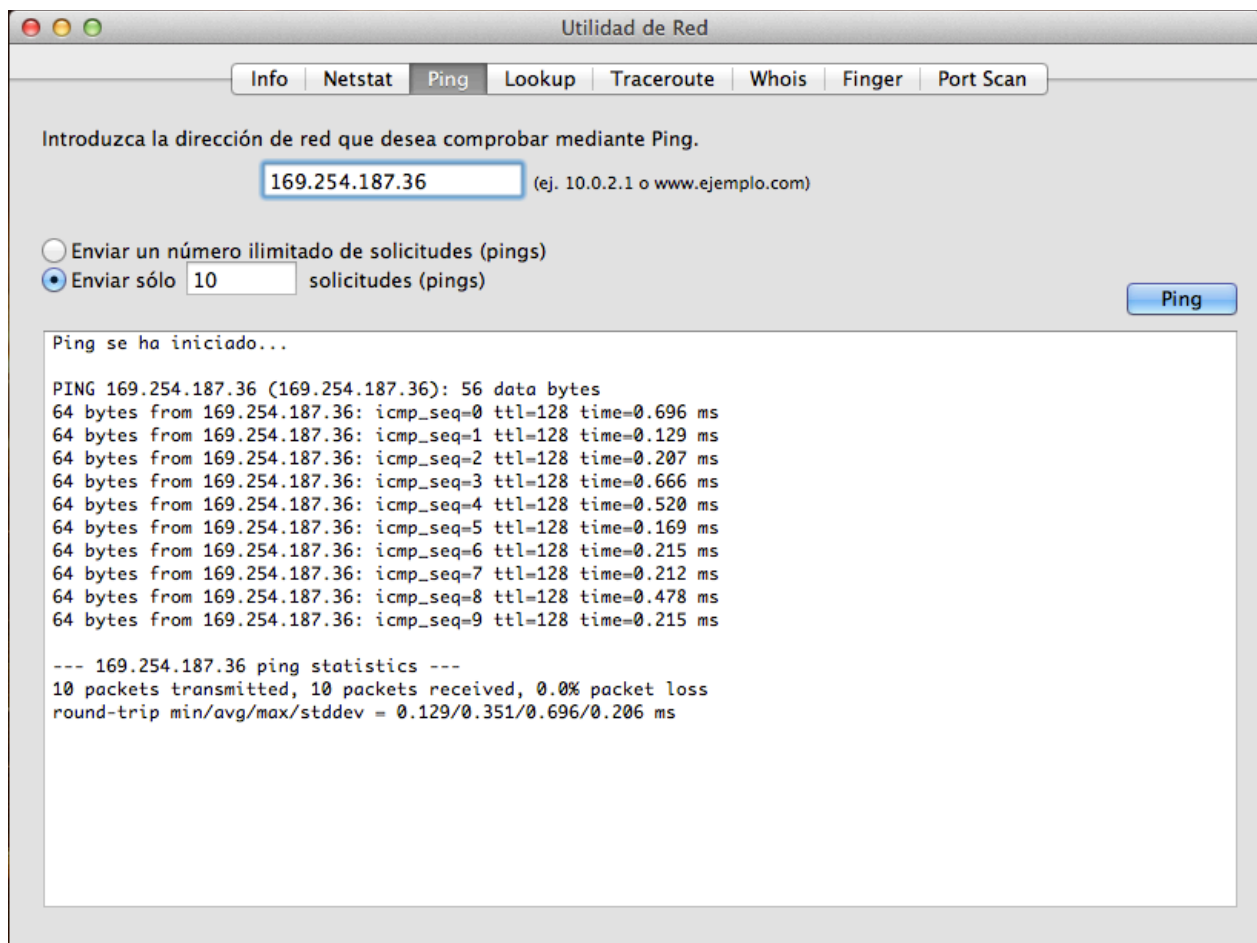 Utilidad de Red
Info Netstat Ping Lookup Traceroute Whois Finger Port Scan
Introduzca la dirección de red que desea comprobar mediante Ping.
169.254.187.36 (ej. 10.0.2.1 o www.ejemplo.com)
Enviar un número ilimitado de solicitudes (pings)
Enviar sólo 10 solicitudes (pings)
Ping
Ping se ha iniciado...
PING 169.254.187.36 (169.254.187.36): 56 data bytes
64 bytes from 169.254.187.36: icmp_seq=0 ttl=128 time=0.696 ms
64 bytes from 169.254.187.36: icmp_seq=1 ttl=128 time=0.129 ms
64 bytes from 169.254.187.36: icmp_seq=2 ttl=128 time=0.207 ms
64 bytes from 169.254.187.36: icmp_seq=3 ttl=128 time=0.666 ms
64 bytes from 169.254.187.36: icmp_seq=4 ttl=128 time=0.520 ms
64 bytes from 169.254.187.36: icmp_seq=5 ttl=128 time=0.169 ms
64 bytes from 169.254.187.36: icmp_seq=6 ttl=128 time=0.215 ms
64 bytes from 169.254.187.36: icmp_seq=7 ttl=128 time=0.212 ms
64 bytes from 169.254.187.36: icmp_seq=8 ttl=128 time=0.478 ms
64 bytes from 169.254.187.36: icmp_seq=9 ttl=128 time=0.215 ms
--- 169.254.187.36 ping statistics ---
10 packets transmitted, 10 packets received, 0.0% packet loss
round-trip min/avg/max/stddev = 0.129/0.351/0.696/0.206 ms